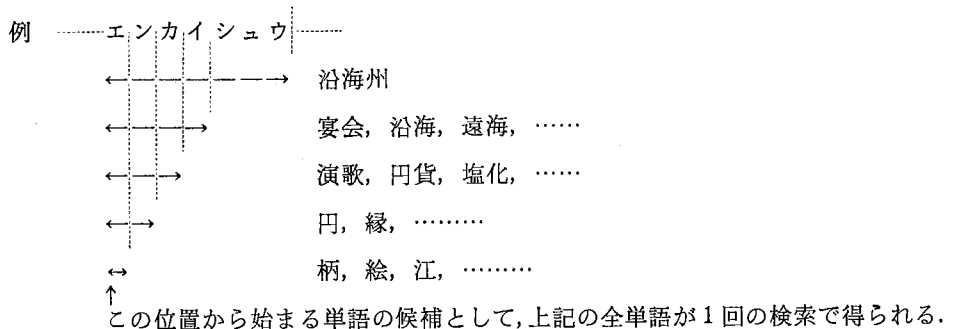 例 ……エンカイシュウ……
沿海州
宴会, 沿海, 遠海, ……
演歌, 円貨, 塩化, ……
円, 縁, ………
柄, 絵, 江, ………
この位置から始まる単語の候補として,上記の全単語が1回の検索で得られる.